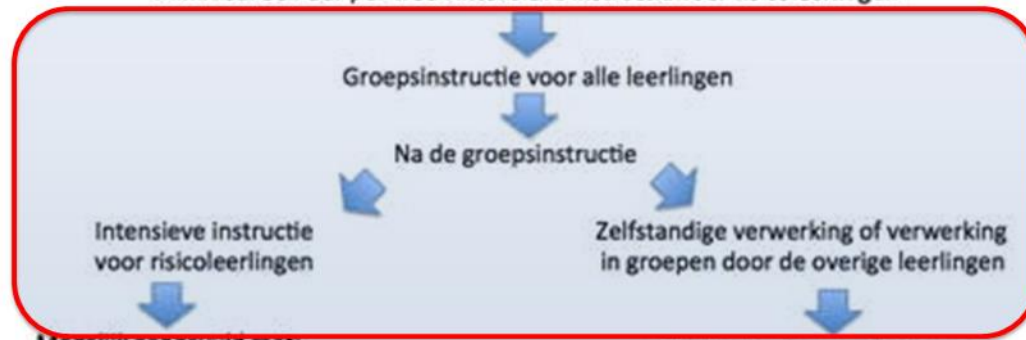 Groepsinstructie voor alle leerlingen
Na de groepsinstructie
Intensieve instructie
voor risicoleerlingen
Zelfstandige verwerking of verwerking
in groepen door de overige leerlingen